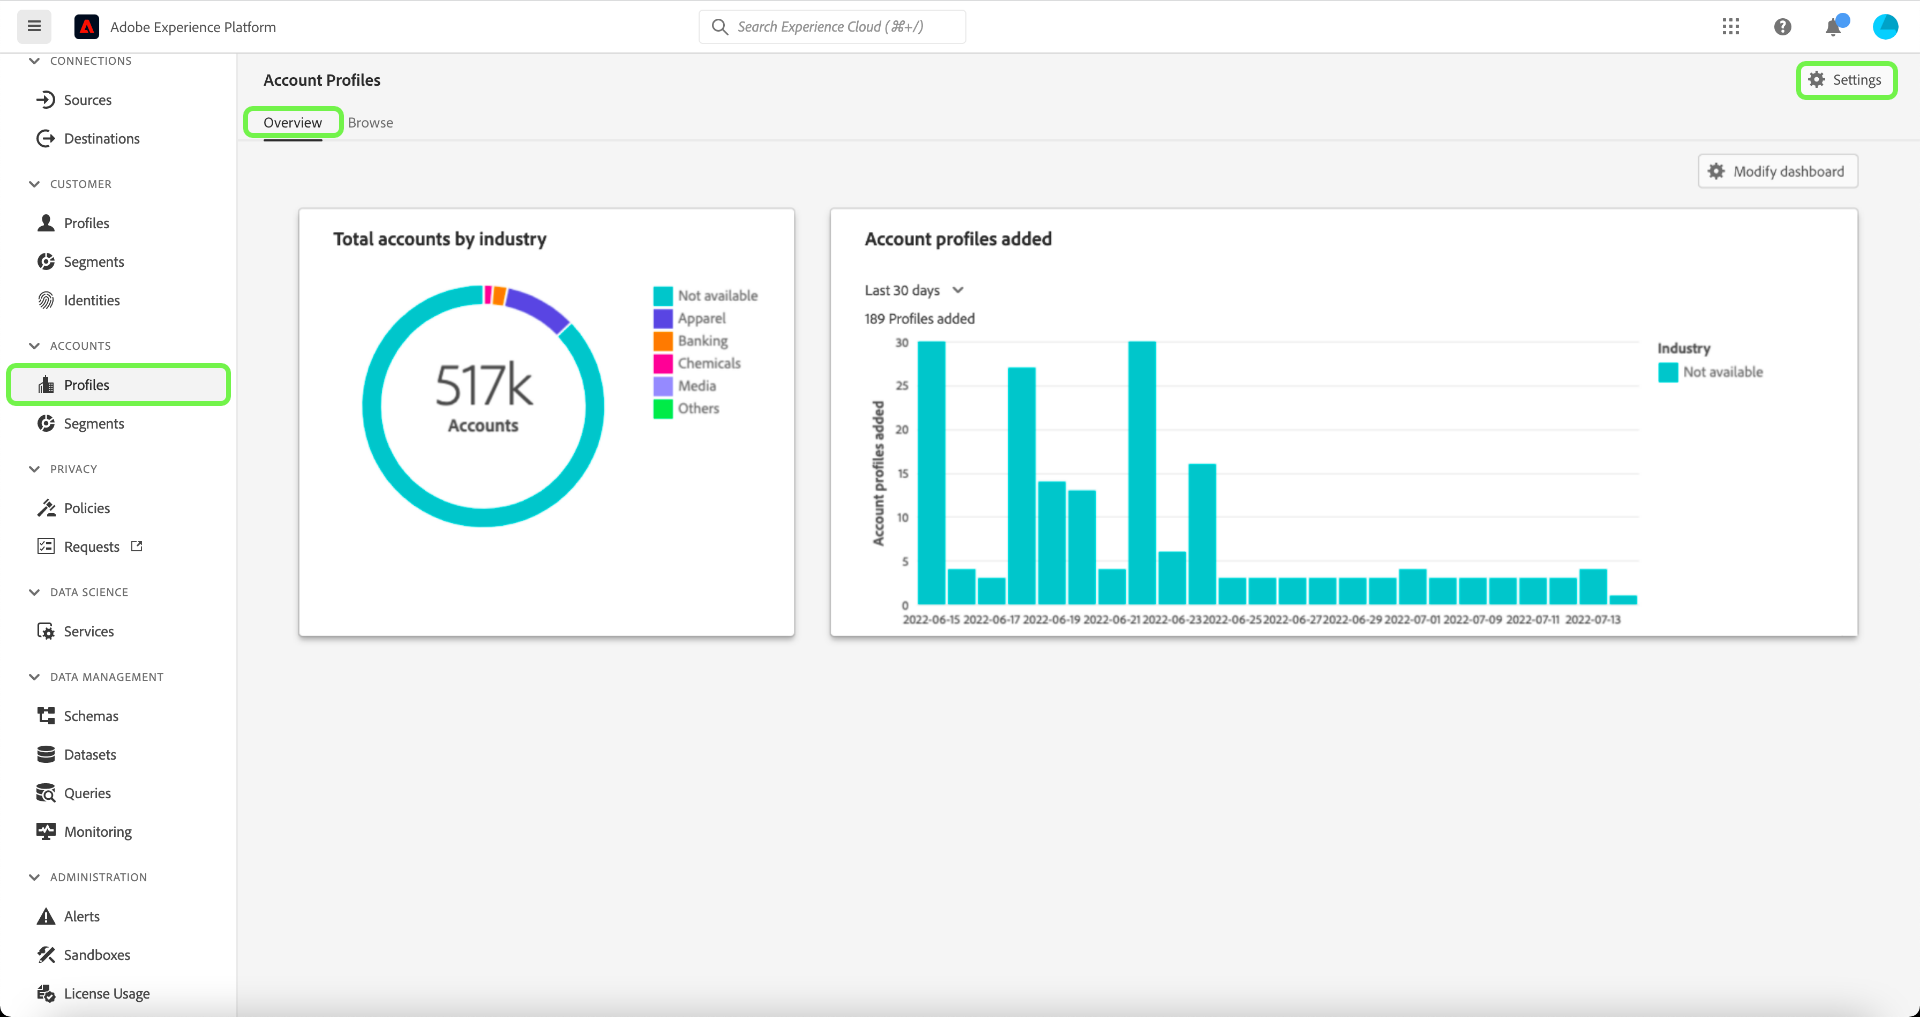 Adobe Experience Platform
Search Experience Cloud (⌘+/)
CONNECTIONS
Sources
Destinations
CUSTOMER
Profiles
Segments
Identities
ACCOUNTS
Profiles
Segments
PRIVACY
Policies
Requests
DATA SCIENCE
Services
DATA MANAGEMENT
Schemas
Datasets
Queries
Monitoring
ADMINISTRATION
Alerts
Sandboxes
License Usage
Account Profiles
Settings
Overview
Browse
Modify dashboard
Total accounts by industry
517k
Accounts
Not available
Apparel
Banking
Chemicals
Media
Others
Account profiles added
Last 30 days
189 Profiles added
Account profiles added
30
25
20
15
10
5
0
2022-06-15 2022-06-17 2022-06-19 2022-06-21 2022-06-23 2022-06-25 2022-06-27 2022-06-29 2022-07-01 2022-07-09 2022-07-11 2022-07-13
Industry
Not available